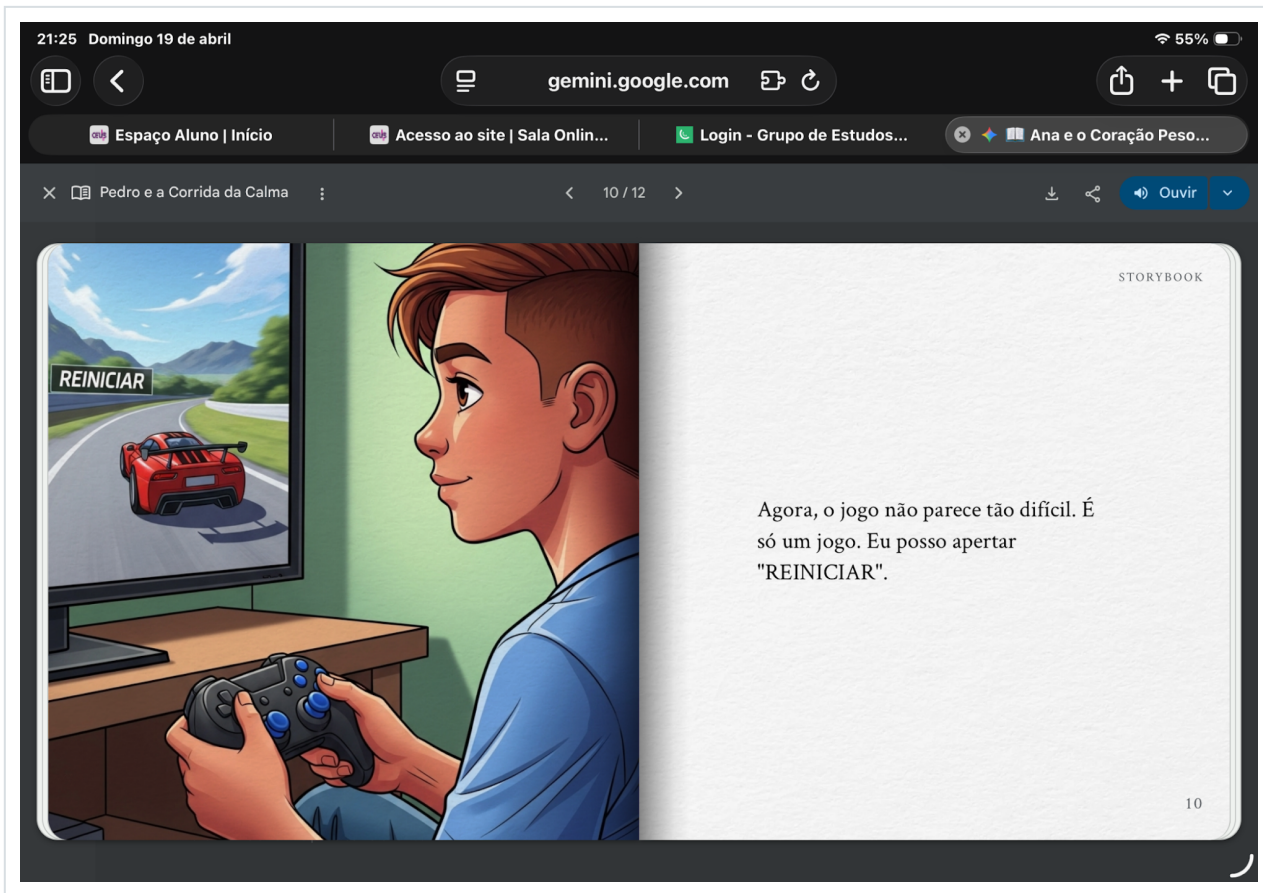 21:25 Domingo 19 de abril
55%
gemini.google.com
Espaço Aluno | Início
Acesso ao site | Sala Onlin...
Login - Grupo de Estudos...
Ana e o Coração Peso...
Pedro e a Corrida da Calma
10 / 12
Ouvir
REINICIAR
STORYBOOK
Agora, o jogo não parece tão difícil. É
só um jogo. Eu posso apertar
"REINICIAR".
10